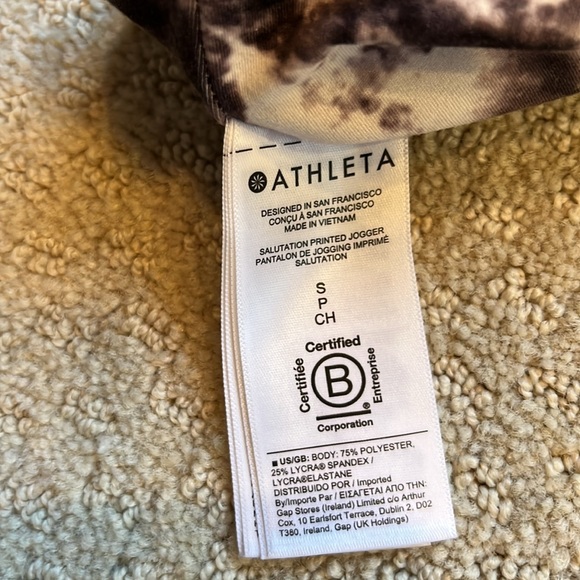 ATHLETA
DESIGNED IN SAN FRANCISCO
CONÇU À SAN FRANCISCO
MADE IN VIETNAM
SALUTATION PRINTED JOGGER
PANTALON DE JOGGING IMPRIMÉ
SALUTATION
S
P
CH
Certified
Certifiée
B
Entreprise
®
Corporation
■ US/GB: BODY: 75% POLYESTER,
25% LYCRA® SPANDEX /
LYCRA®ELASTANE
DISTRIBUIDO POR / Imported
By/Importe Par / ΕΙΣΑΓΕΤΑΙ ΑΠΟ ΤΗΝ:
Gap Stores (Ireland) Limited c/o Arthur
Cox, 10 Earlsfort Terrace, Dublin 2, D02
T380, Ireland, Gap (UK Holdings)